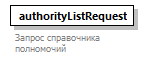 authorityListRequest
Запрос справочника
полномочий